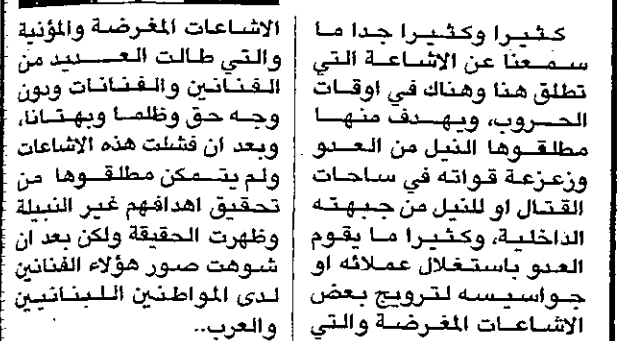 كثيرا وكثيرا جدا ما
سمعنا عن الاشاعة التي
تطلق هنا وهناك في اوقات
الحروب، ويهدف منها
مطلقوها النيل من العدو
وزعزعة قواته في ساحات
القتال او للنيل من جبهته
الداخلية، وكثيرا ما يقوم
العدو باستغلال عملائه او
جواسيسه لترويج بعض
الاشاعات المغرضة والتي
الاشاعات المغرضة والمؤنية
والتي طالت العديد من
الفنانين والفنانات وبون
وجه حق وظلما وبهتانا،
وبعد ان فشلت هذه الاشاعات
ولم يتمكن مطلقوها من
تحقيق اهدافهم غير النبيلة
وظهرت الحقيقة ولكن بعد ان
شوهت صور هؤلاء الفنانين
لدى المواطنين اللبنانيين
والعرب..